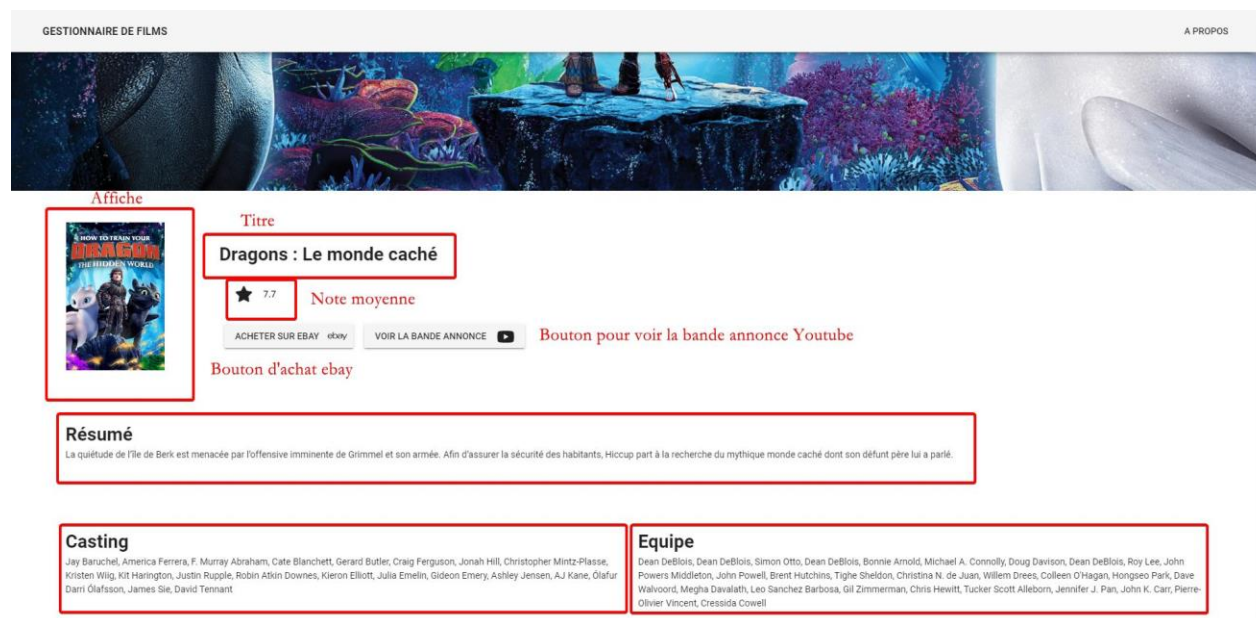 GESTIONNAIRE DE FILMS
A PROPOS
Affiche
HOW TO TRAIN YOUR
DRAGON
THE HIDDEN WORLD
Titre
Dragons : Le monde caché
7.7
Note moyenne
ACHETER SUR EBAY ebay
VOIR LA BANDE ANNONCE
Bouton pour voir la bande annonce Youtube
Bouton d'achat ebay
Résumé
La quiétude de l'île de Berk est menacée par l'offensive imminente de Grimmel et son armée. Afin d'assurer la sécurité des habitants, Hiccup part à la recherche du mythique monde caché dont son défunt père lui a parlé.
Casting
Jay Baruchel, America Ferrera, F. Murray Abraham, Cate Blanchett, Gerard Butler, Craig Ferguson, Jonah Hill, Christopher Mintz-Plasse,
Kristen Wiig, Kit Harington, Justin Rupple, Robin Atkin Downes, Kieron Elliott, Julia Emelin, Gideon Emery, Ashley Jensen, AJ Kane, Ólafur
Darri Ólafsson, James Sie, David Tennant
Equipe
Dean DeBlois, Dean DeBlois, Simon Otto, Dean DeBlois, Bonnie Arnold, Michael A. Connolly, Doug Davison, Dean DeBlois, Roy Lee, John
Powers Middleton, John Powell, Brent Hutchins, Tighe Sheldon, Christina N. de Juan, Willem Drees, Colleen O'Hagan, Hongseo Park, Dave
Walvoord, Megha Davalath, Leo Sanchez Barbosa, Gil Zimmerman, Chris Hewitt, Tucker Scott Alleborn, Jennifer J. Pan, John K. Carr, Pierre-
Olivier Vincent, Cressida Cowell